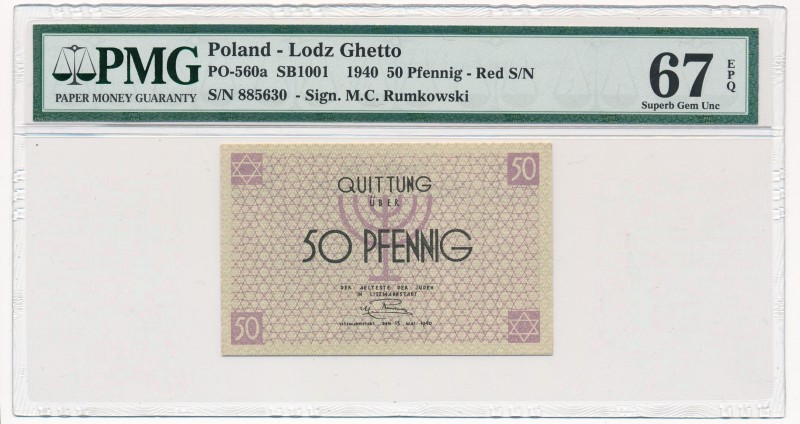 PMG
PAPER MONEY GUARANTY
Poland - Lodz Ghetto
PO-560a SB1001 1940 50 Pfennig - Red S/N
S/N 885630 - Sign. M.C. Rumkowski
67 EPQ
Superb Gem Unc
50
QUITTUNG
ÜBER
50 PFENNIG
DER AELTESTE DER JUDEN
IN LITZMANNSTADT
LITZMANNSTADT, DEN 15. MAI 1940
50